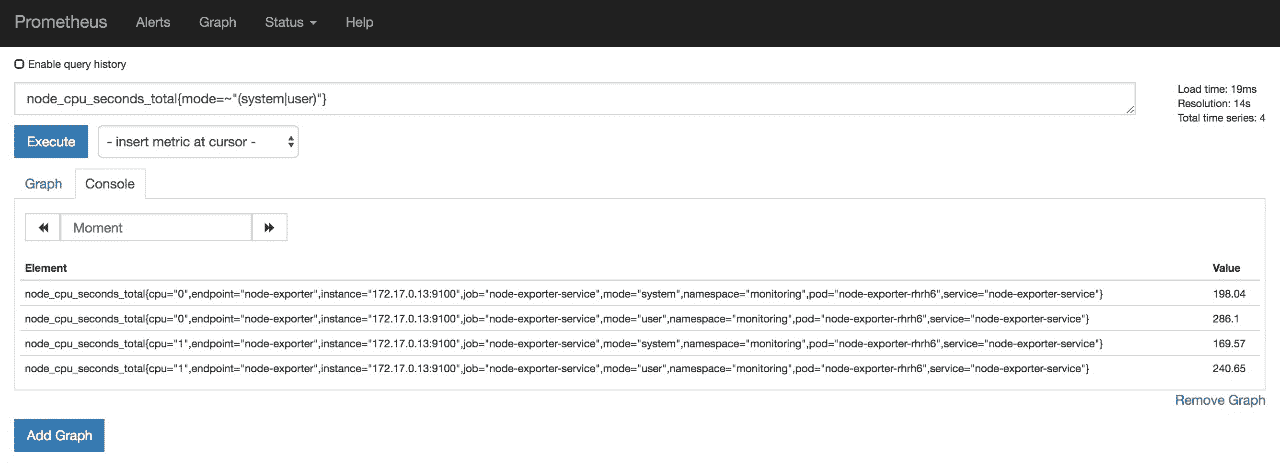 Prometheus Alerts Graph Status Help
Enable query history
node_cpu_seconds_total{mode=~"(system|user)"}
Load time: 19ms
Resolution: 14s
Total time series: 4
Execute - insert metric at cursor -
Graph Console
Moment
Element Value
node_cpu_seconds_total{cpu="0",endpoint="node-exporter",instance="172.17.0.13:9100",job="node-exporter-service",mode="system",namespace="monitoring",pod="node-exporter-rhrh6",service="node-exporter-service"} 198.04
node_cpu_seconds_total{cpu="0",endpoint="node-exporter",instance="172.17.0.13:9100",job="node-exporter-service",mode="user",namespace="monitoring",pod="node-exporter-rhrh6",service="node-exporter-service"} 286.1
node_cpu_seconds_total{cpu="1",endpoint="node-exporter",instance="172.17.0.13:9100",job="node-exporter-service",mode="system",namespace="monitoring",pod="node-exporter-rhrh6",service="node-exporter-service"} 169.57
node_cpu_seconds_total{cpu="1",endpoint="node-exporter",instance="172.17.0.13:9100",job="node-exporter-service",mode="user",namespace="monitoring",pod="node-exporter-rhrh6",service="node-exporter-service"} 240.65
Remove Graph
Add Graph